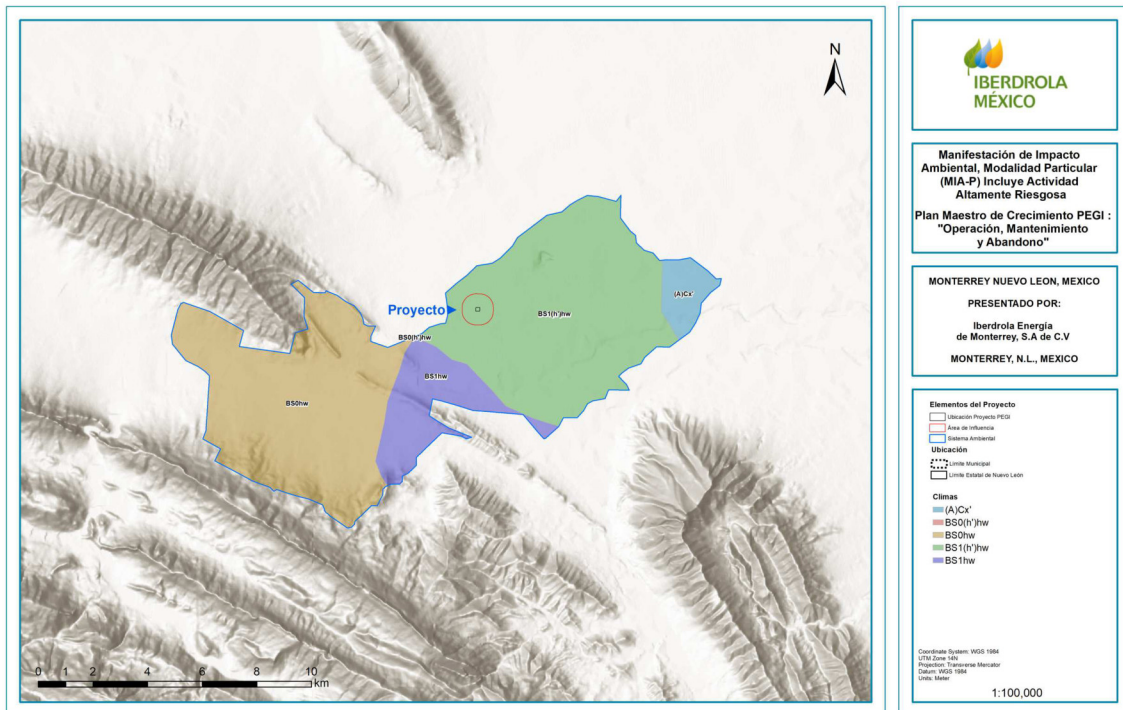 N
Proyecto
(A)Cx'
BS1(h')hw
BS0(h')hw
BS1hw
BS0hw
0 2 4 6 8 10
km
IBERDROLA
MÉXICO
Manifestación de Impacto
Ambiental, Modalidad Particular
(MIA-P) Incluye Actividad
Altamente Riesgosa
Plan Maestro de Crecimiento PEGI :
"Operación, Mantenimiento
y Abandono"
MONTERREY NUEVO LEON, MEXICO
PRESENTADO POR:
Iberdrola Energía
de Monterrey, S.A de C.V
MONTERREY, N.L., MEXICO
Elementos del Proyecto
Ubicación Proyecto PEGI
Área de Influencia
Sistema Ambiental
Ubicación
Limite Municipal
Limite Estatal de Nuevo León
Climas
(A)Cx'
BS0(h')hw
BS0hw
BS1(h')hw
BS1hw
Coordinate System: WGS 1984
UTM Zone 14N
Projection: Transverse Mercator
Datum: WGS 1984
Units: Meter
1:100,000